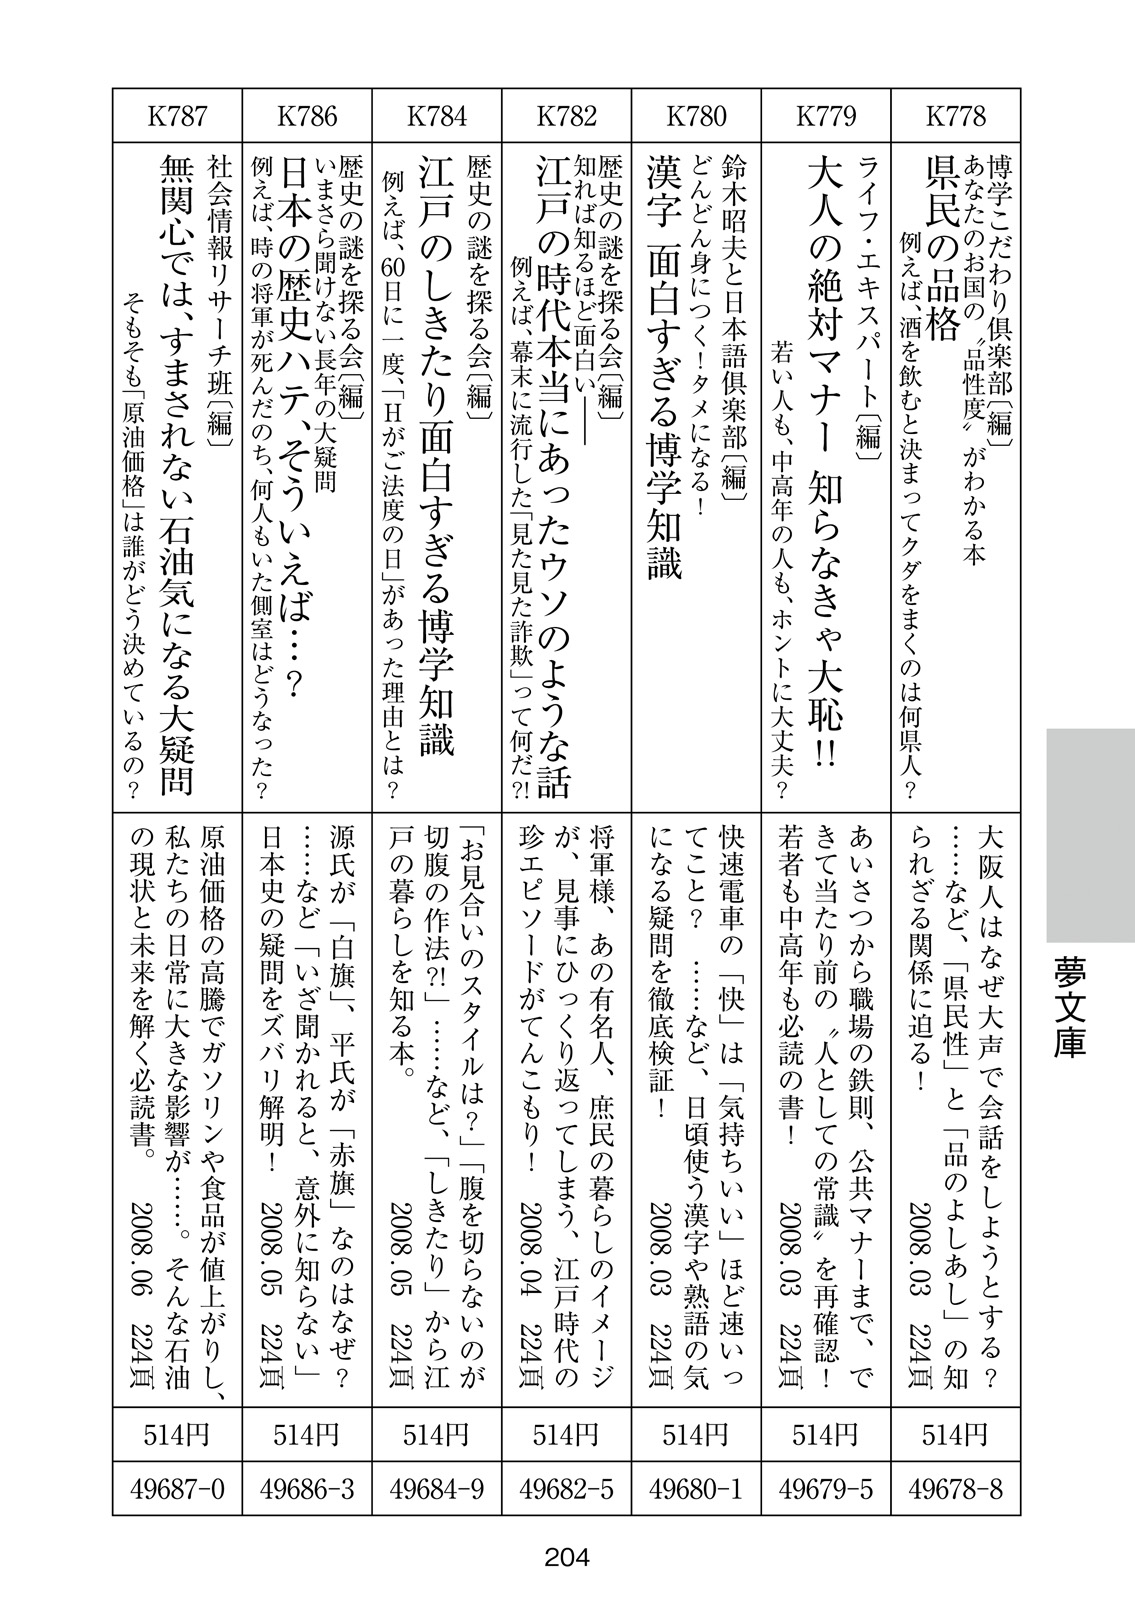 K778
博学こだわり倶楽部〔編〕
あなたのお国の〝品性度〟がわかる本
県民の品格
例えば、酒を飲むと決まってクダをまくのは何県人？
大阪人はなぜ大声で会話をしようとする？
……など、「県民性」と「品のよしあし」の知
られざる関係に迫る！　2008.03　224頁
514円
49678-8
K779
ライフ・エキスパート〔編〕
大人の絶対マナー 知らなきゃ大恥!!
若い人も、中高年の人も、ホントに大丈夫？
あいさつから職場の鉄則、公共マナーまで、で
きて当たり前の〝人としての常識〟を再確認！
若者も中高年も必読の書！　2008.03　224頁
514円
49679-5
K780
鈴木昭夫と日本語倶楽部〔編〕
どんどん身につく！タメになる！
漢字 面白すぎる博学知識
快速電車の「快」は「気持ちいい」ほど速いっ
てこと？　……など、日頃使う漢字や熟語の気
になる疑問を徹底検証！　2008.03　224頁
514円
49680-1
K782
歴史の謎を探る会〔編〕
知れば知るほど面白い――
江戸の時代本当にあったウソのような話
例えば、幕末に流行した「見た見た詐欺」って何だ?!
将軍様、あの有名人、庶民の暮らしのイメージ
が、見事にひっくり返ってしまう、江戸時代の
珍エピソードがてんこもり！　2008.04　224頁
514円
49682-5
K784
歴史の謎を探る会〔編〕
江戸のしきたり面白すぎる博学知識
例えば、60日に一度、「Hがご法度の日」があった理由とは？
「お見合いのスタイルは？」「腹を切らないのが
切腹の作法?!」……など、「しきたり」から江
戸の暮らしを知る本。　2008.05　224頁
514円
49684-9
K786
歴史の謎を探る会〔編〕
いまさら聞けない長年の大疑問
日本の歴史ハテ、そういえば…？
例えば、時の将軍が死んだのち、何人もいた側室はどうなった？
源氏が「白旗」、平氏が「赤旗」なのはなぜ？
……など「いざ聞かれると、意外に知らない」
日本史の疑問をズバリ解明！　2008.05　224頁
514円
49686-3
K787
社会情報リサーチ班〔編〕
無関心では、すまされない石油気になる大疑問
そもそも「原油価格」は誰がどう決めているの？
原油価格の高騰でガソリンや食品が値上がりし、
私たちの日常に大きな影響が……。そんな石油
の現状と未来を解く必読書。　2008.06　224頁
514円
49687-0
夢文庫
204